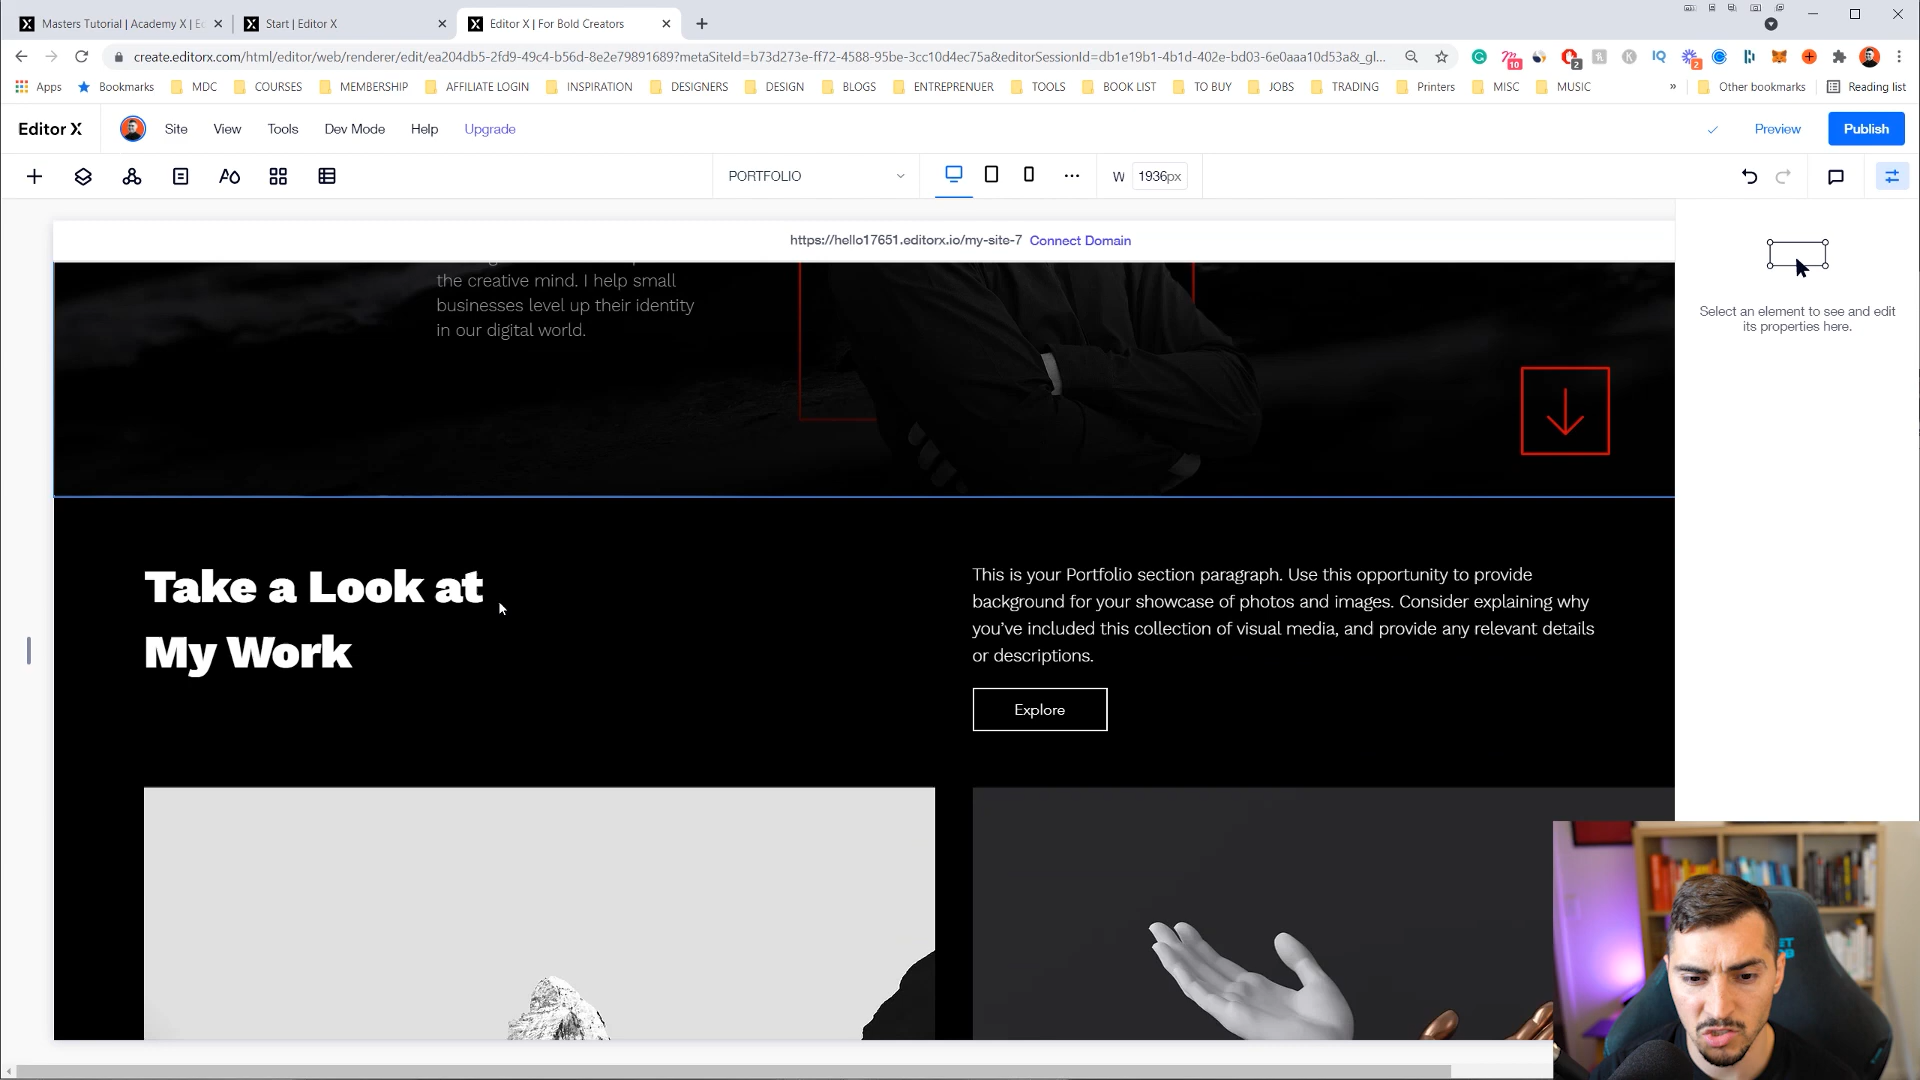 Masters Tutorial | Academy X | Ec
Start | Editor X
Editor X | For Bold Creators
create.editorx.com/html/editor/web/renderer/edit/ea204db5-2fd9-49c4-b56d-8e2e79891689?metaSiteId=b73d273e-ff72-4588-95be-3cc10d4ec75a&editorSessionId=db1e19b1-4b1d-402e-bd03-6e0aaa10d53a&_gl...
Apps
Bookmarks
MDC
COURSES
MEMBERSHIP
AFFILIATE LOGIN
INSPIRATION
DESIGNERS
DESIGN
BLOGS
ENTREPRENUER
TOOLS
BOOK LIST
TO BUY
JOBS
TRADING
Printers
MISC
MUSIC
»
Other bookmarks
Reading list
Editor X
Site
View
Tools
Dev Mode
Help
Upgrade
Preview
Publish
PORTFOLIO
W
1936px
https://hello17651.editorx.io/my-site-7 Connect Domain
the creative mind. I help small
businesses level up their identity
in our digital world.
Select an element to see and edit
its properties here.
Take a Look at
My Work
This is your Portfolio section paragraph. Use this opportunity to provide
background for your showcase of photos and images. Consider explaining why
you've included this collection of visual media, and provide any relevant details
or descriptions.
Explore